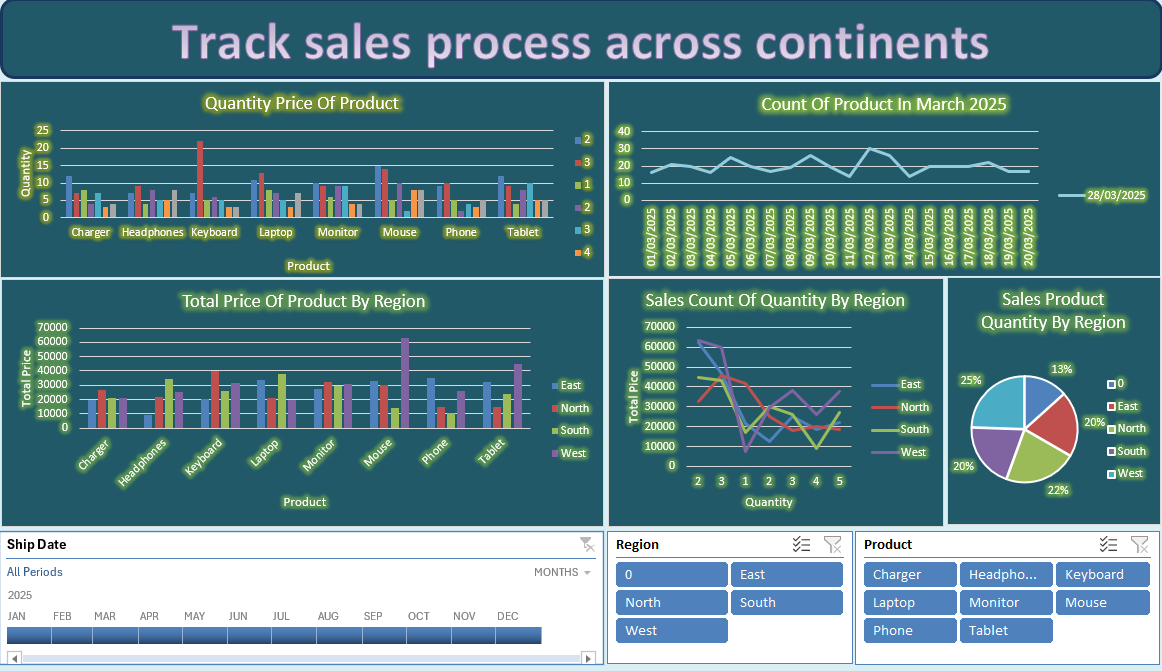 Track sales process across continents
Quantity Price Of Product
Quantity
25
20
15
10
5
0
Charger Headphones Keyboard Laptop Monitor Mouse Phone Tablet
Product
2
3
1
2
3
4
Count Of Product In March 2025
40
30
20
10
0
01/03/2025 02/03/2025 03/03/2025 04/03/2025 05/03/2025 06/03/2025 07/03/2025 08/03/2025 09/03/2025 10/03/2025 11/03/2025 12/03/2025 13/03/2025 14/03/2025 15/03/2025 16/03/2025 17/03/2025 18/03/2025 19/03/2025 20/03/2025
28/03/2025
Total Price Of Product By Region
Total Price
70000
60000
50000
40000
30000
20000
10000
0
Charger Headphones Keyboard Laptop Monitor Mouse Phone Tablet
Product
East
North
South
West
Sales Count Of Quantity By Region
Total Pice
70000
60000
50000
40000
30000
20000
10000
0
2 3 1 2 3 4 5
Quantity
East
North
South
West
Sales Product
Quantity By Region
13%
20%
22%
20%
25%
0
East
North
South
West
Ship Date
All Periods
MONTHS
2025
JAN FEB MAR APR MAY JUN JUL AUG SEP OCT NOV DEC
Region
0 East
North South
West
Product
Charger Headpho... Keyboard
Laptop Monitor Mouse
Phone Tablet